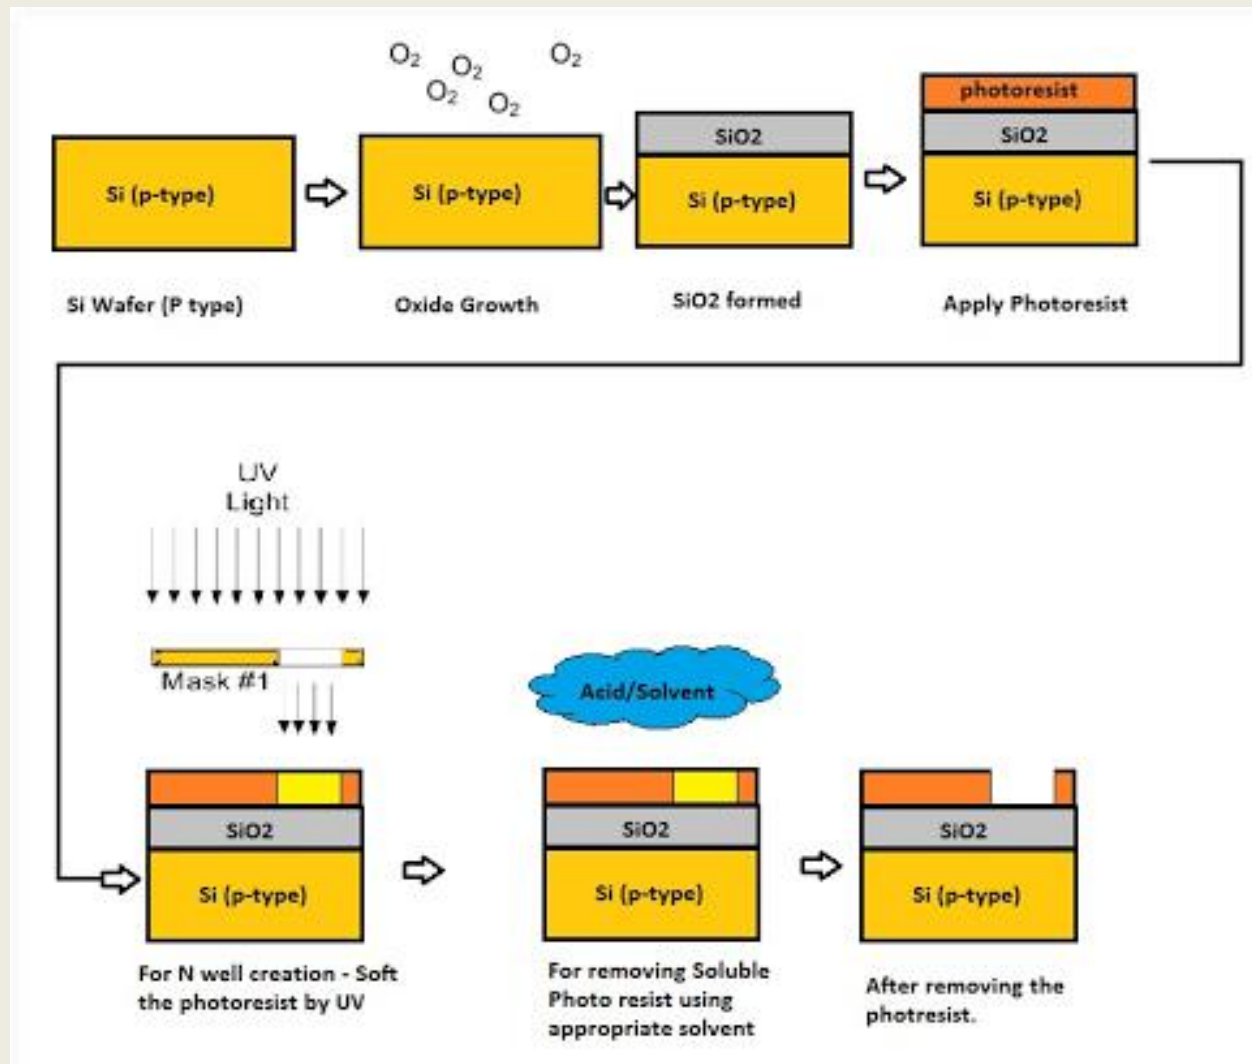 O2 O2 O2
O2 O2
photoresist
SiO2
SiO2
Si (p-type)
Si (p-type)
Si (p-type)
Si (p-type)
Si Wafer (P type)
Oxide Growth
SiO2 formed
Apply Photoresist
UV
Light
Mask #1
Acid/Solvent
SiO2
SiO2
SiO2
Si (p-type)
Si (p-type)
Si (p-type)
For N well creation - Soft
the photoresist by UV
For removing Soluble
Photo resist using
appropriate solvent
After removing the
photresist.